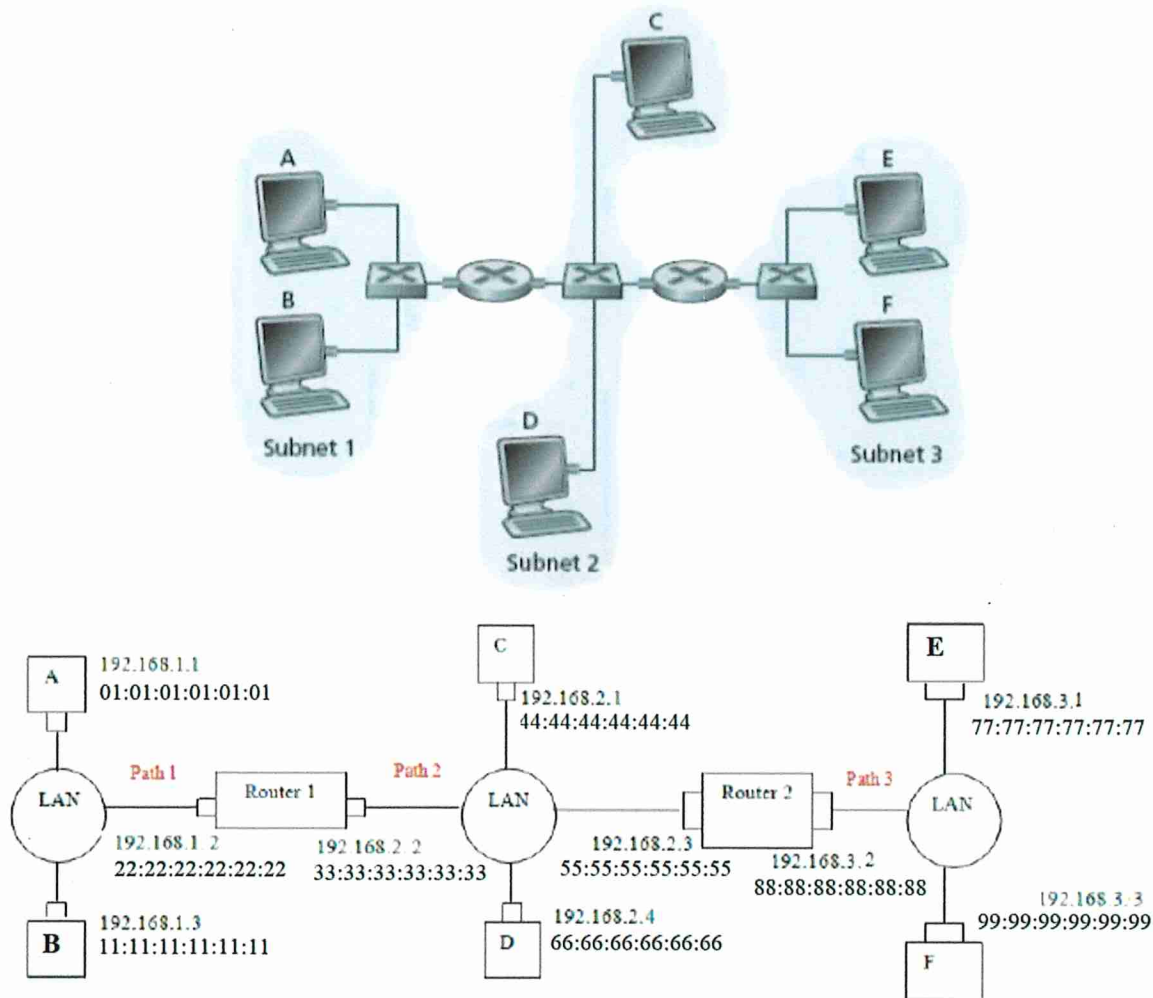 C
A
E
B
F
D
Subnet 1
Subnet 3
Subnet 2
A
192.168.1.1
01:01:01:01:01:01
C
192.168.2.1
44:44:44:44:44:44
E
192.168.3.1
77:77:77:77:77:77
LAN
Path 1
Router 1
Path 2
LAN
Router 2
Path 3
LAN
192.168.1.2
22:22:22:22:22:22
192.168.2.2
33:33:33:33:33:33
192.168.2.3
55:55:55:55:55:55
192.168.3.2
88:88:88:88:88:88
B
192.168.1.3
11:11:11:11:11:11
D
192.168.2.4
66:66:66:66:66:66
192.168.3.3
99:99:99:99:99:99
F